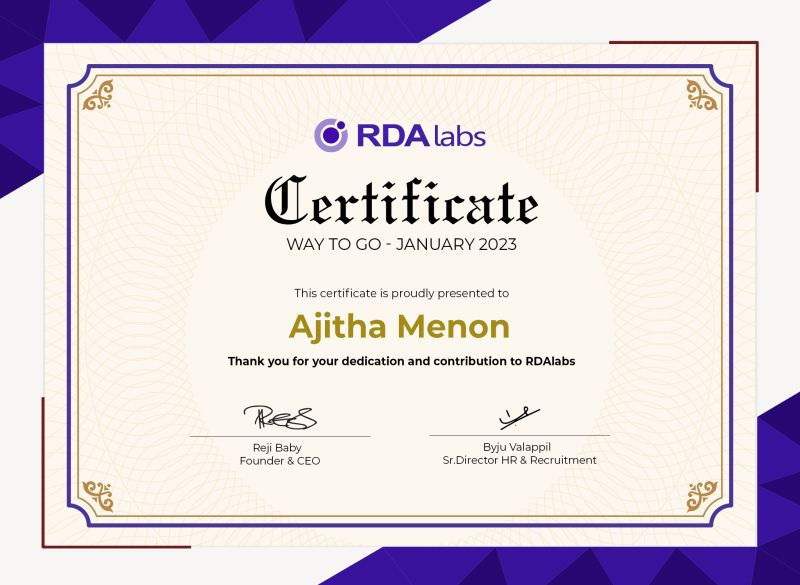 RDA labs
Certificate
WAY TO GO - JANUARY 2023
This certificate is proudly presented to
Ajitha Menon
Thank you for your dedication and contribution to RDAlabs
Reji Baby
Founder & CEO
Byju Valappil
Sr.Director HR & Recruitment